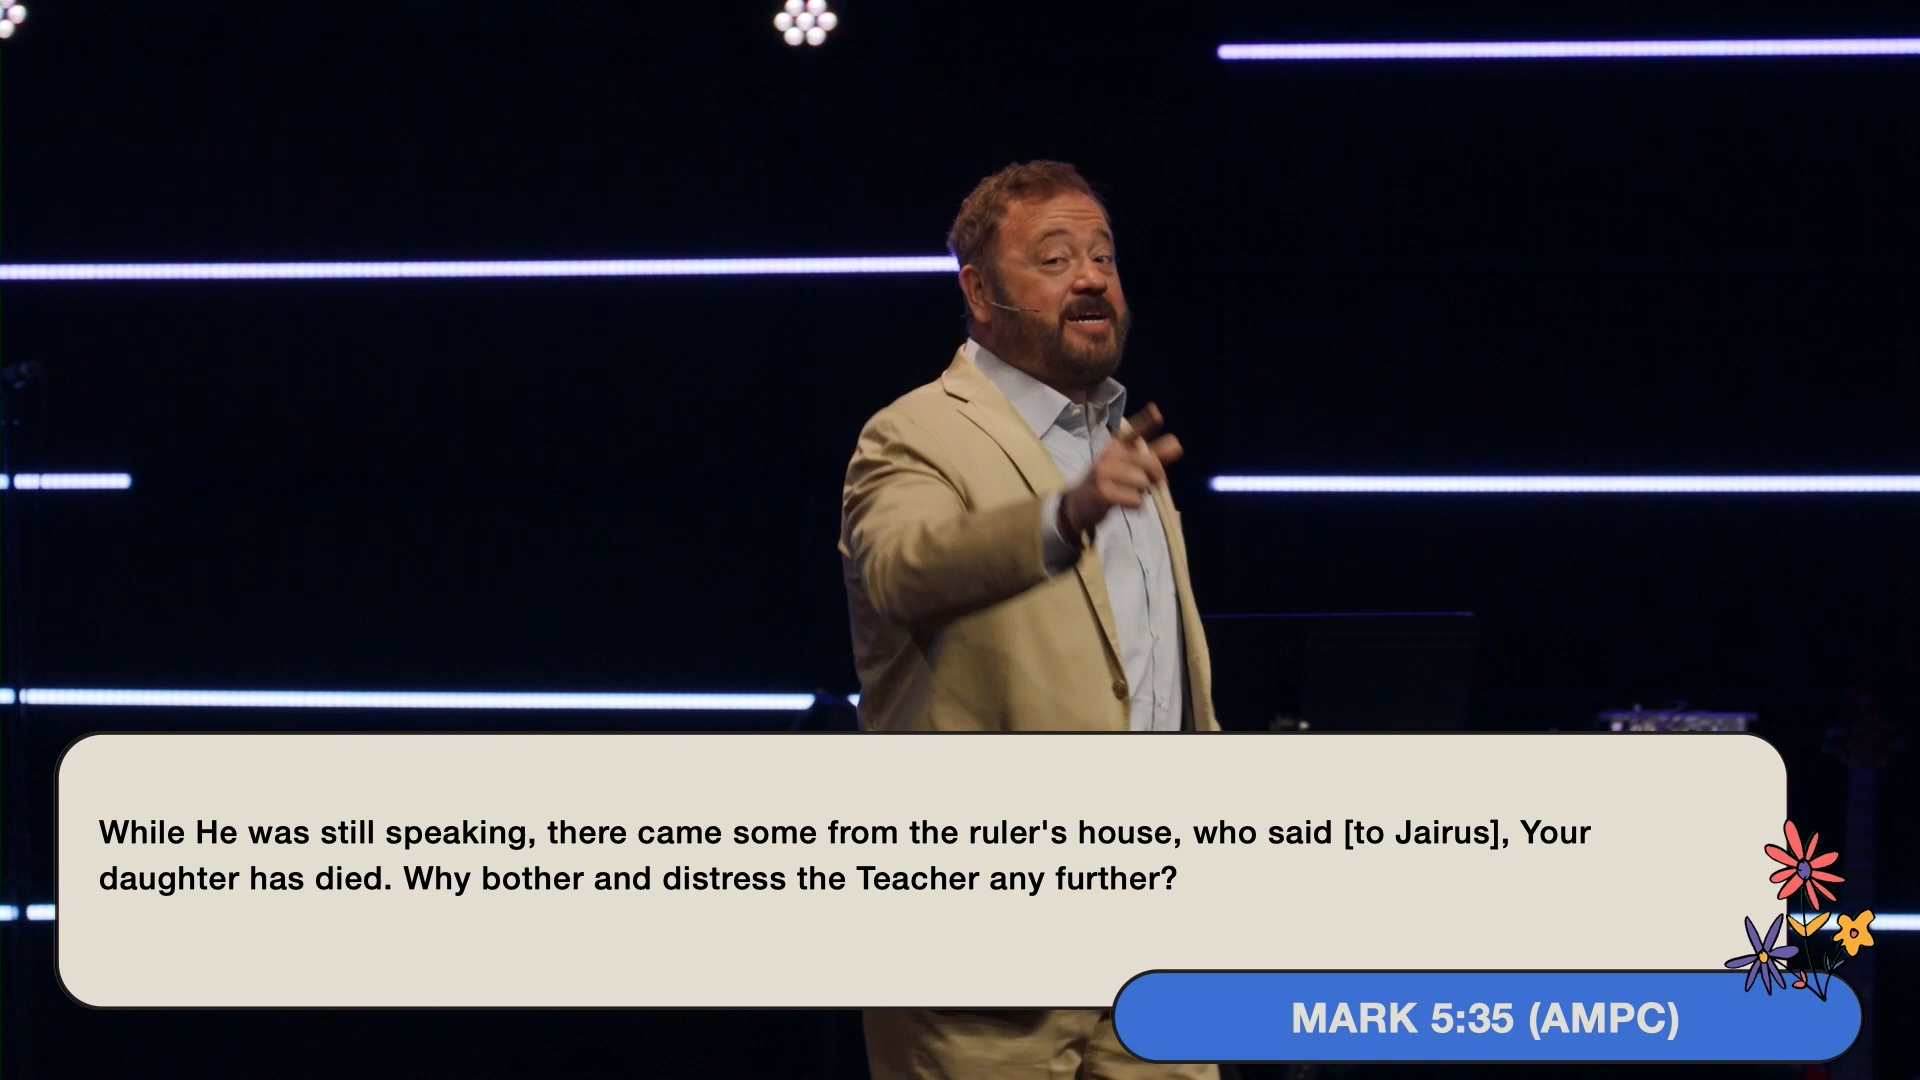 While He was still speaking, there came some from the ruler's house, who said [to Jairus], Your
daughter has died. Why bother and distress the Teacher any further?
MARK 5:35 (AMPC)